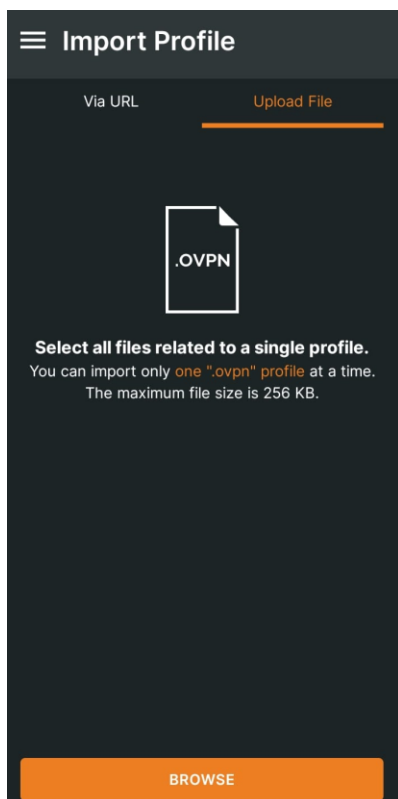 Import Profile
Via URL Upload File
.OVPN
Select all files related to a single profile.
You can import only one ".ovpn" profile at a time.
The maximum file size is 256 KB.
BROWSE